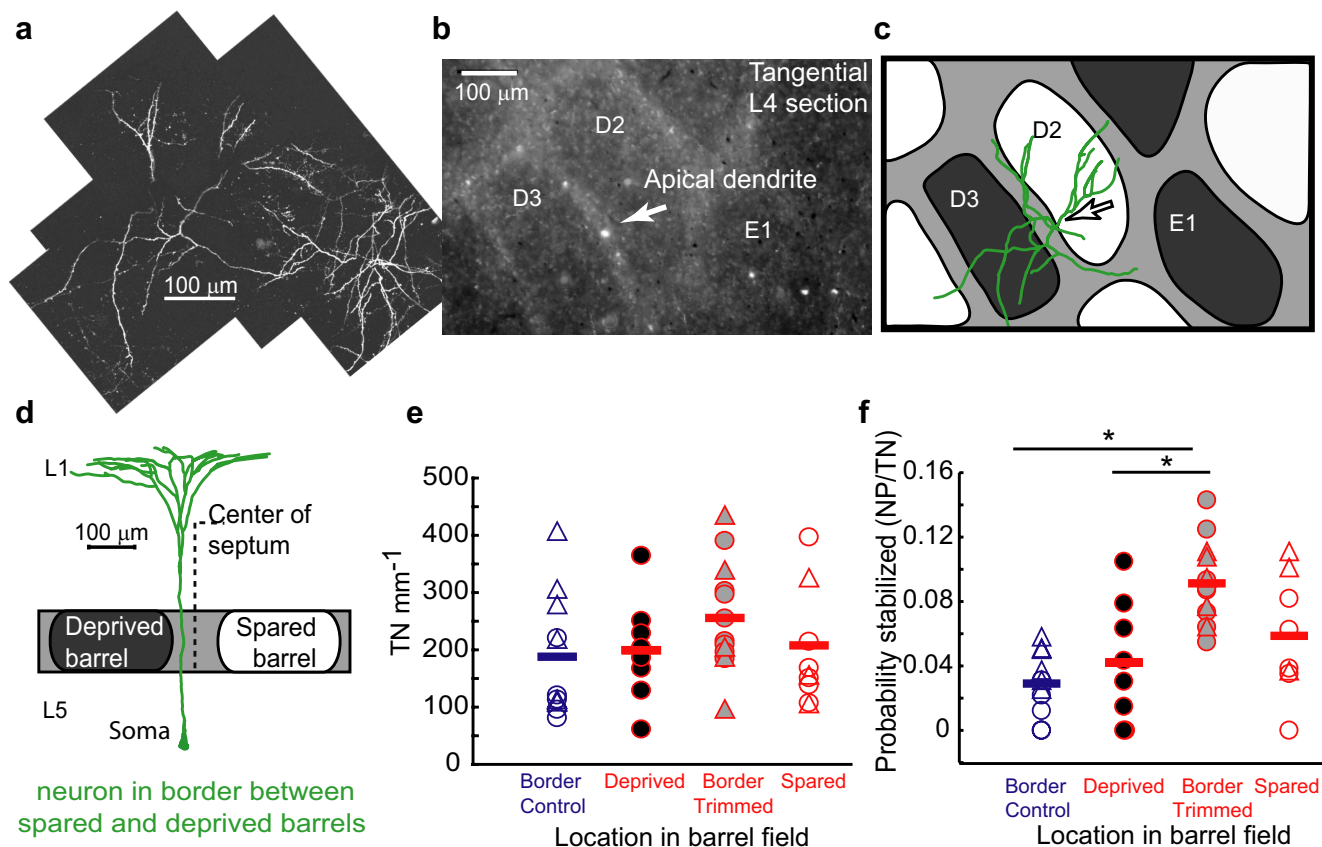 a
100 μm
b
100 μm
Tangential
L4 section
D2
D3
Apical dendrite
E1
c
D2
D3
E1
d
L1
100 μm
Center of
septum
Deprived
barrel
Spared
barrel
L5
Soma
neuron in border between
spared and deprived barrels
e
TN mm⁻¹
500
400
300
200
100
0
Border
Control
Deprived
Border
Trimmed
Spared
Location in barrel field
f
Probability stabilized (NP/TN)
0.16
0.12
0.08
0.04
0
*
*
Border
Control
Deprived
Border
Trimmed
Spared
Location in barrel field